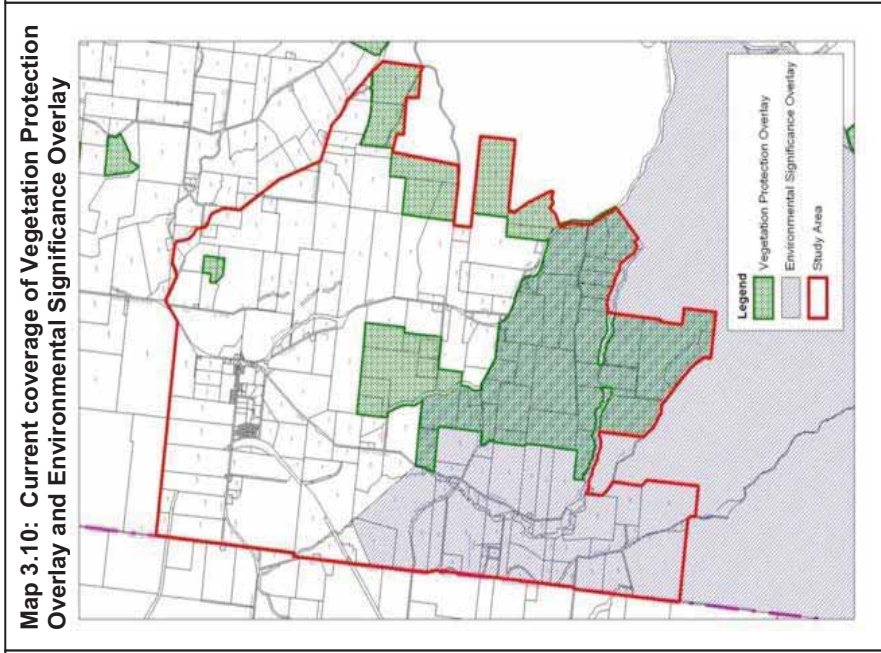 Map 3.10: Current coverage of Vegetation Protection
Overlay and Environmental Significance Overlay
Legend
Vegetation Protection Overlay
Environmental Significance Overlay
Study Area